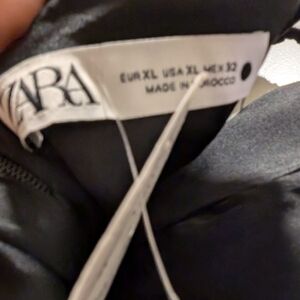 ZARA
EUR XL USA XL MEX 32
MADE IN MOROCCO